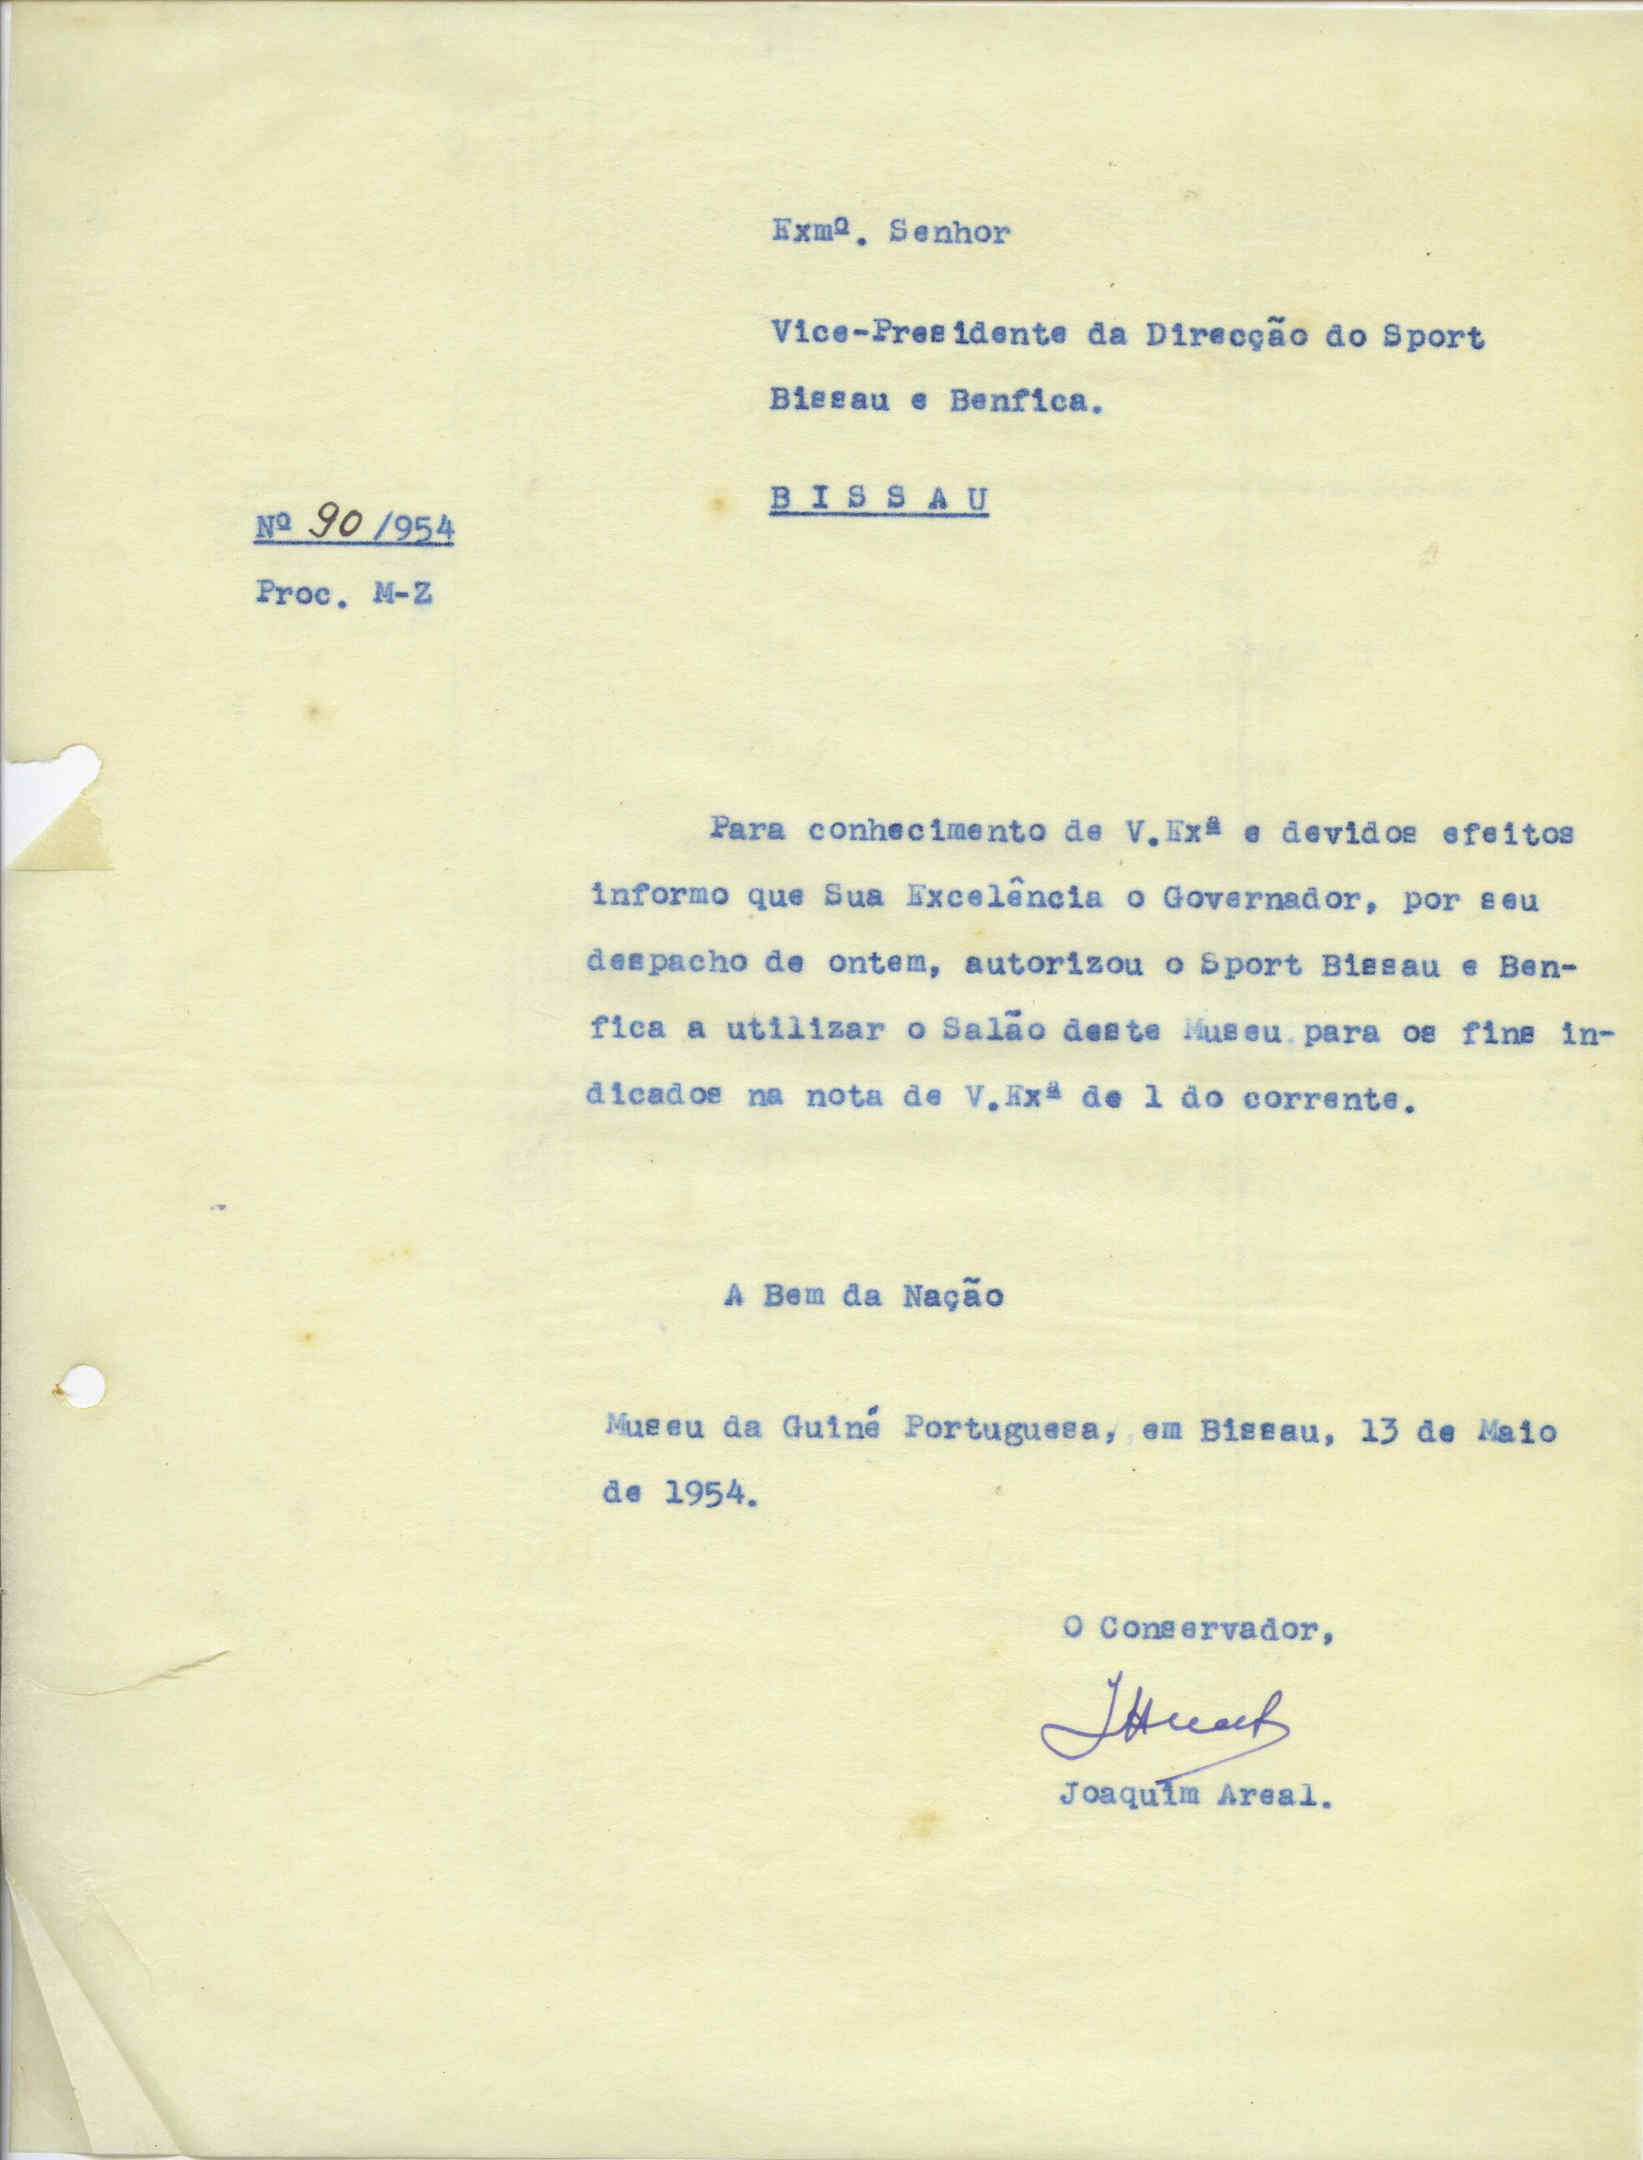 Exmº. Senhor
Vice-Presidente da Direcção do Sport
Bissau e Benfica.
B I S S A U
Nº 90 /954
Proc. M-Z
Para conhecimento de V.Exª e devidos efeitos
informo que Sua Excelência o Governador, por seu
despacho de ontem, autorizou o Sport Bissau e Ben-
fica a utilizar o Salão deste Museu para os fins in-
dicados na nota de V.Exª de 1 do corrente.
A Bem da Nação
Museu da Guiné Portuguesa, em Bissau, 13 de Maio
de 1954.
O Conservador,
Joaquim Areal.